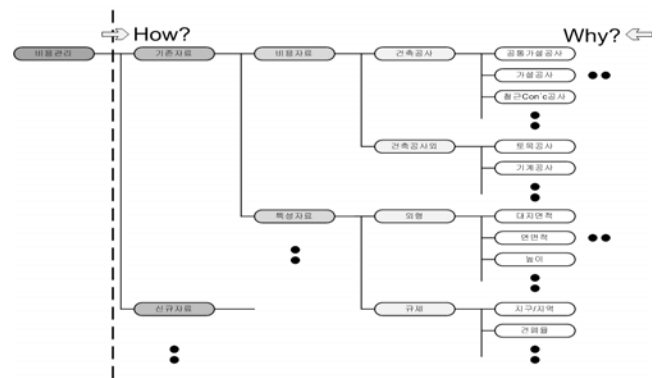 How?
Why?
비용관리
기존자료
비용자료
건축공사
공통가설공사
가설공사
철근Con'c공사
건축공사외
토목공사
기계공사
특성자료
외형
대지면적
연면적
높이
신규자료
규제
지구/지역
건폐율